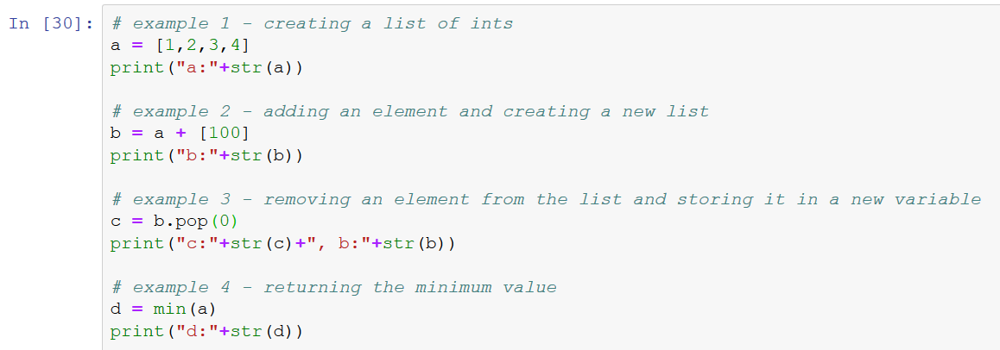 In [30]: # example 1 - creating a list of ints
a = [1,2,3,4]
print("a:"+str(a))
# example 2 - adding an element and creating a new list
b = a + [100]
print("b:"+str(b))
# example 3 - removing an element from the list and storing it in a new variable
c = b.pop(0)
print("c:"+str(c)+", b:"+str(b))
# example 4 - returning the minimum value
d = min(a)
print("d:"+str(d))